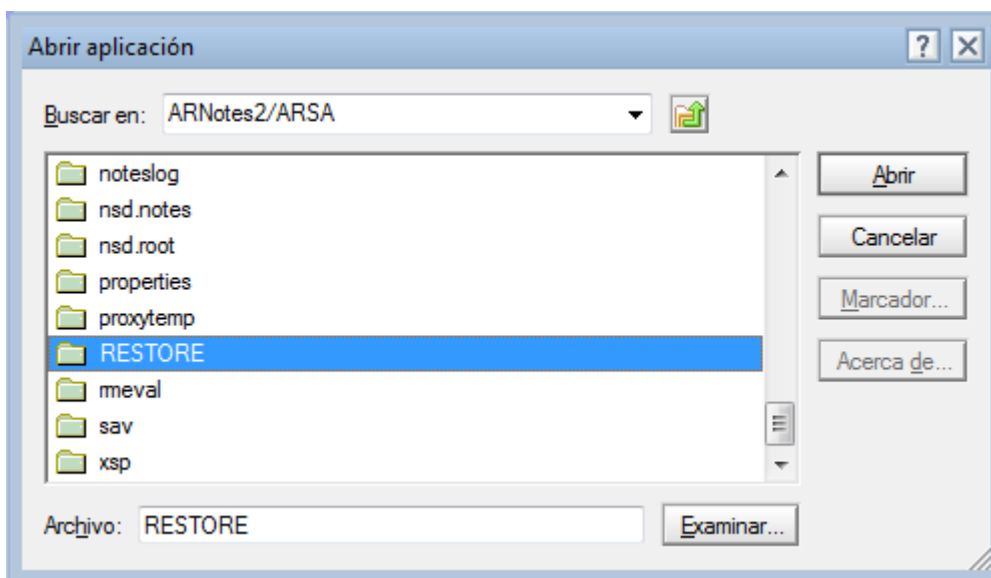 Abrir aplicación
?
X
Buscar en: ARNotes2/ARSA
noteslog
nsd.notes
nsd.root
properties
proxytemp
RESTORE
rmeval
sav
xsp
Abrir
Cancelar
Marcador...
Acerca de...
Archivo: RESTORE
Examinar...